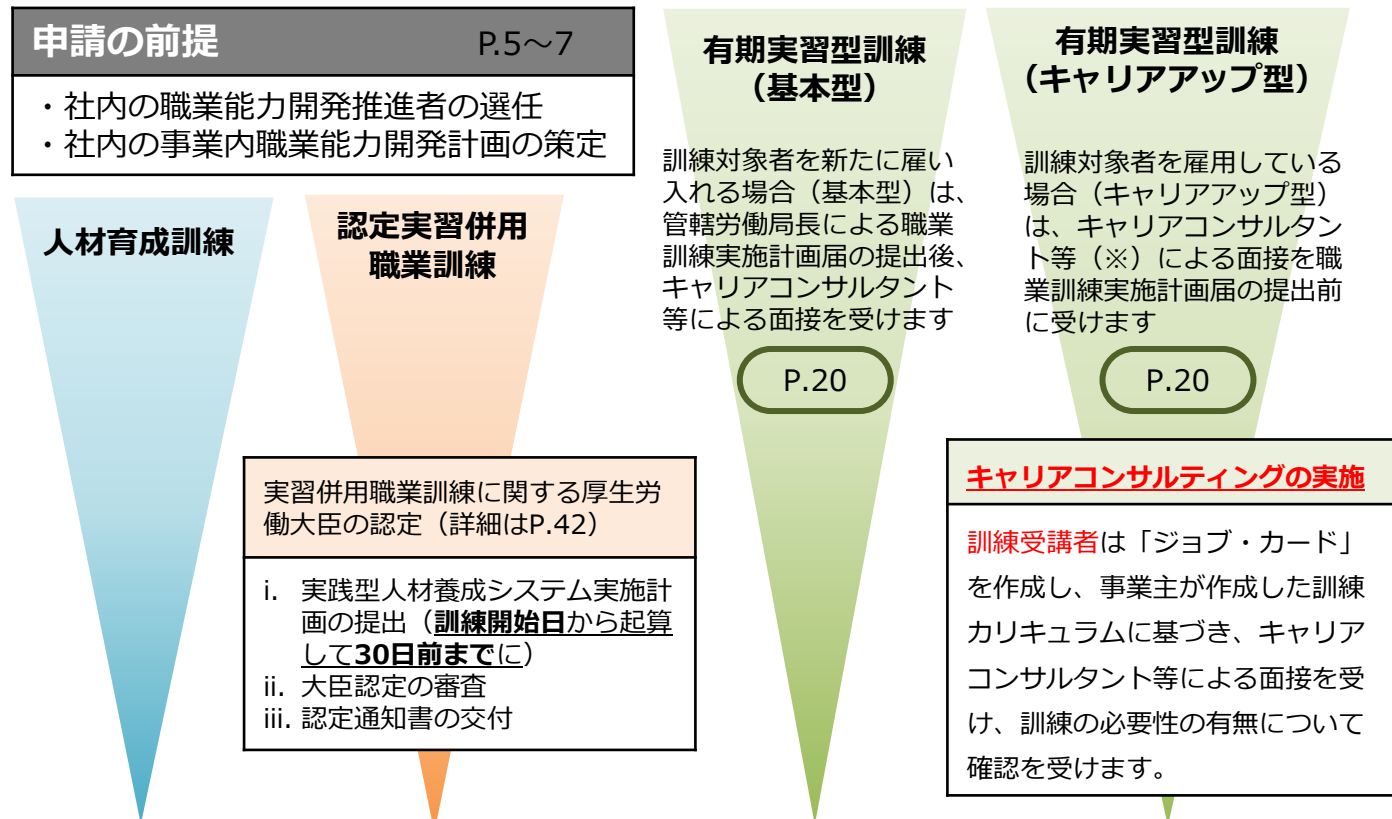 申請の前提 P.5～7
・社内の職業能力開発推進者の選任
・社内の事業内職業能力開発計画の策定
人材育成訓練
認定実習併用
職業訓練
実習併用職業訓練に関する厚生労
働大臣の認定（詳細はP.42）
i. 実践型人材養成システム実施計
画の提出（訓練開始日から起算
して30日前までに）
ii. 大臣認定の審査
iii. 認定通知書の交付
有期実習型訓練
（基本型）
訓練対象者を新たに雇い
入れる場合（基本型）は、
管轄労働局長による職業
訓練実施計画届の提出後、
キャリアコンサルタント
等による面接を受けます
P.20
有期実習型訓練
（キャリアアップ型）
訓練対象者を雇用している
場合（キャリアアップ型）
は、キャリアコンサルタン
ト等（※）による面接を職
業訓練実施計画届の提出前
に受けます
P.20
キャリアコンサルティングの実施
訓練受講者は「ジョブ・カード」
を作成し、事業主が作成した訓練
カリキュラムに基づき、キャリア
コンサルタント等による面接を受
け、訓練の必要性の有無について
確認を受けます。